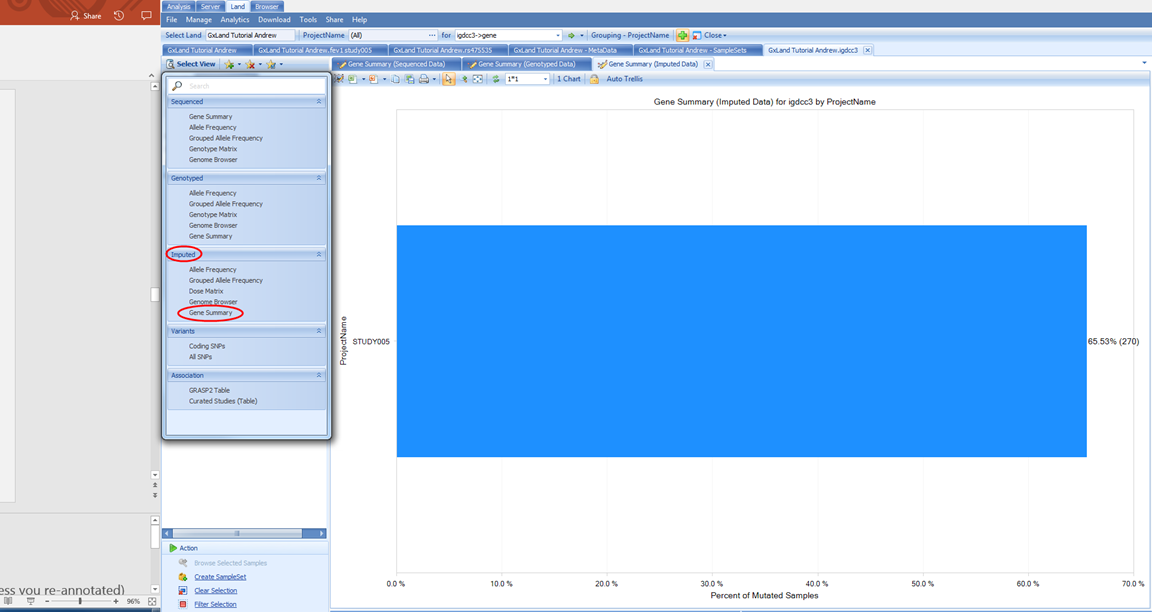 Share
Analysis Server Land Browser
File Manage Analytics Download Tools Share Help
Select Land GxLand Tutorial Andrew ProjectName (All) ... for igdcc3->gene Grouping - ProjectName Close
GxLand Tutorial Andrew GxLand Tutorial Andrew.fev1.study005 GxLand Tutorial Andrew.rs475535 GxLand Tutorial Andrew - MetaData GxLand Tutorial Andrew - SampleSets GxLand Tutorial Andrew.igdcc3
Select View
Gene Summary (Sequenced Data) Gene Summary (Genotyped Data) Gene Summary (Imputed Data)
1*1 1 Chart Auto Trellis
Search
Sequenced
Gene Summary
Allele Frequency
Grouped Allele Frequency
Genotype Matrix
Genome Browser
Genotyped
Allele Frequency
Grouped Allele Frequency
Genotype Matrix
Genome Browser
Gene Summary
Imputed
Allele Frequency
Grouped Allele Frequency
Dose Matrix
Genome Browser
Gene Summary
Variants
Coding SNPs
All SNPs
Association
GRASP2 Table
Curated Studies (Table)
Action
Browse Selected Samples
Create SampleSet
Clear Selection
Filter Selection
Gene Summary (Imputed Data) for igdcc3 by ProjectName
ProjectName
STUDY005
65.53% (270)
0.0 % 10.0 % 20.0 % 30.0 % 40.0 % 50.0 % 60.0 % 70.0 %
Percent of Mutated Samples
ess you re-annotated)
96%